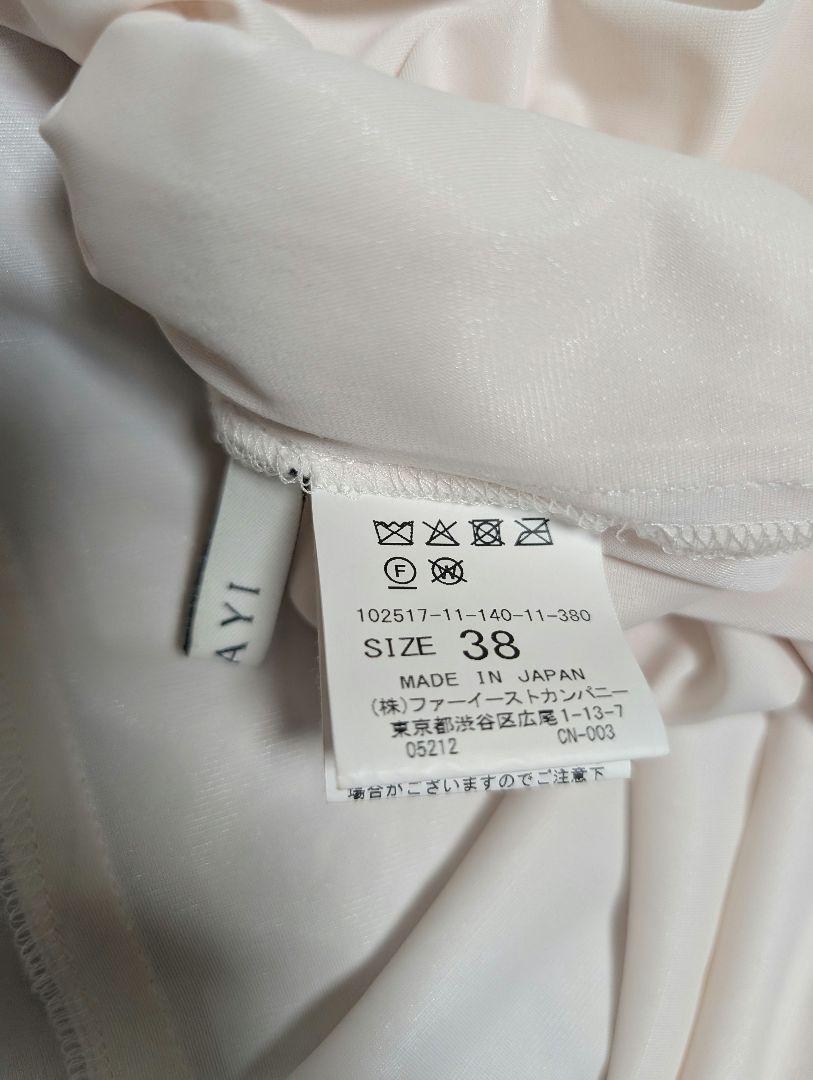 AYI
F
W
102517-11-140-11-380
SIZE 38
MADE IN JAPAN
(株)ファーイーストカンパニー
東京都渋谷区広尾1-13-7
05212 CN-003
場合がございますのでご注意下